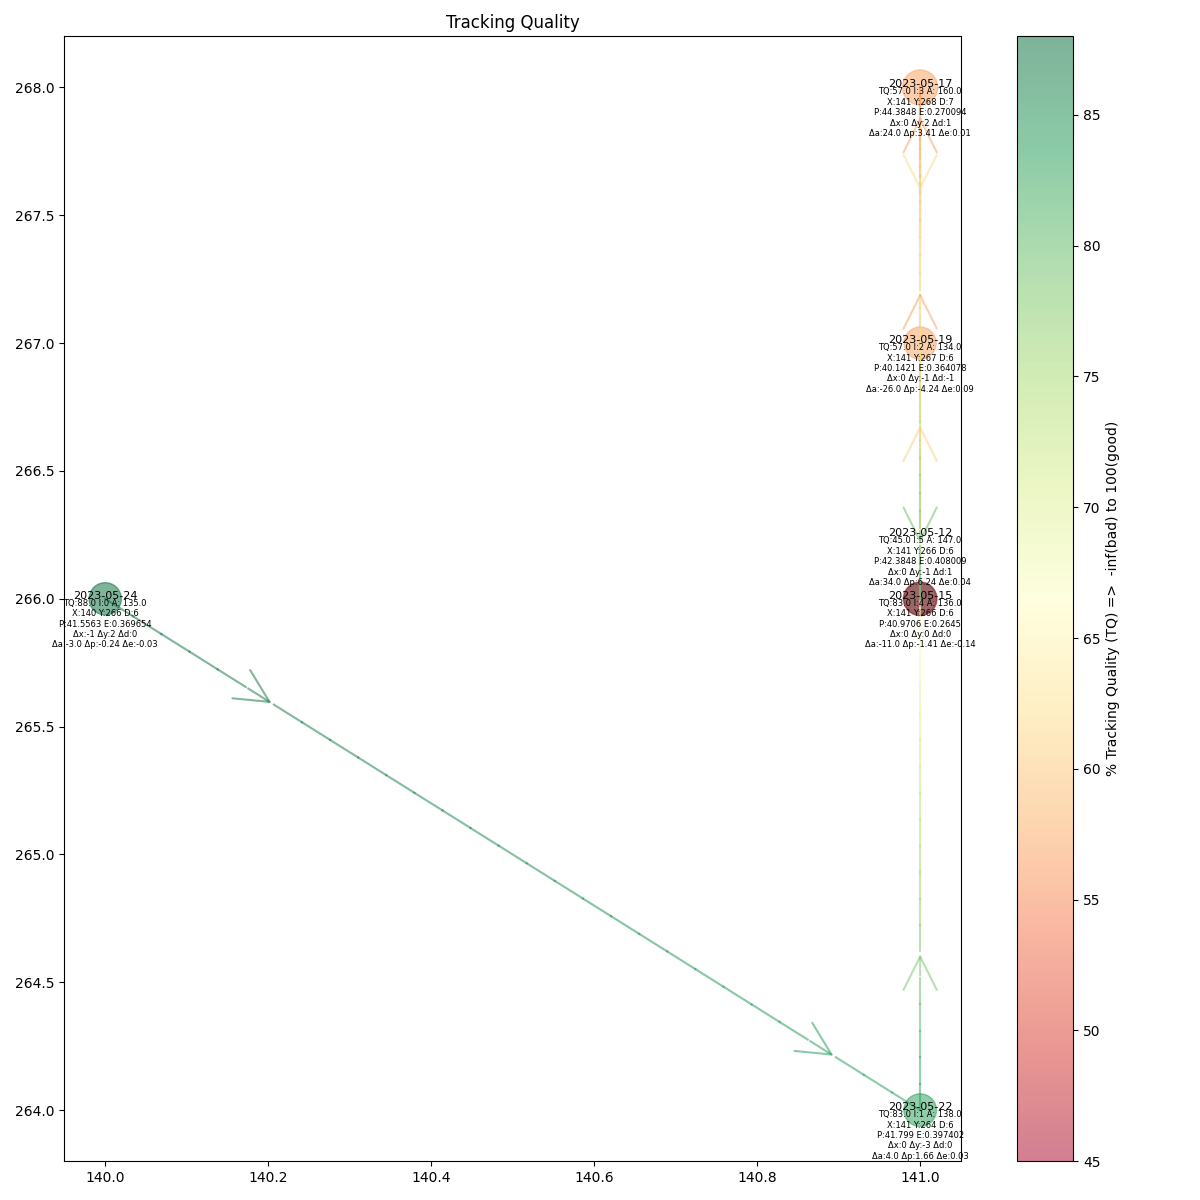 Tracking Quality
268.0
267.5
267.0
266.5
266.0
265.5
265.0
264.5
264.0
140.0
140.2
140.4
140.6
140.8
141.0
2023-05-17
TQ:57.0 I:3 A: 160.0
X:141 Y:268 D:7
P:44.3848 E:0.270094
Δx:0 Δy:2 Δd:1
Δa:24.0 Δp:3.41 Δe:0.01
2023-05-19
TQ:57.0 I:2 A: 134.0
X:141 Y:267 D:6
P:40.1421 E:0.364078
Δx:0 Δy:-1 Δd:-1
Δa:-26.0 Δp:-4.24 Δe:0.09
2023-05-12
TQ:45.0 I:5 A: 147.0
X:141 Y:266 D:6
P:42.3848 E:0.408009
Δx:0 Δy:-1 Δd:1
Δa:34.0 Δp:6.24 Δe:0.04
2023-05-15
TQ:83.0 I:4 A: 136.0
X:141 Y:266 D:6
P:40.9706 E:0.2645
Δx:0 Δy:0 Δd:0
Δa:-11.0 Δp:-1.41 Δe:-0.14
2023-05-24
TQ:88.0 I:0 A: 135.0
X:140 Y:266 D:6
P:41.5563 E:0.369654
Δx:-1 Δy:2 Δd:0
Δa:-3.0 Δp:-0.24 Δe:-0.03
2023-05-22
TQ:83.0 I:1 A: 138.0
X:141 Y:264 D:6
P:41.799 E:0.397402
Δx:0 Δy:-3 Δd:0
Δa:4.0 Δp:1.66 Δe:0.03
85
80
75
70
65
60
55
50
45
% Tracking Quality (TQ) =>  -inf(bad) to 100(good)